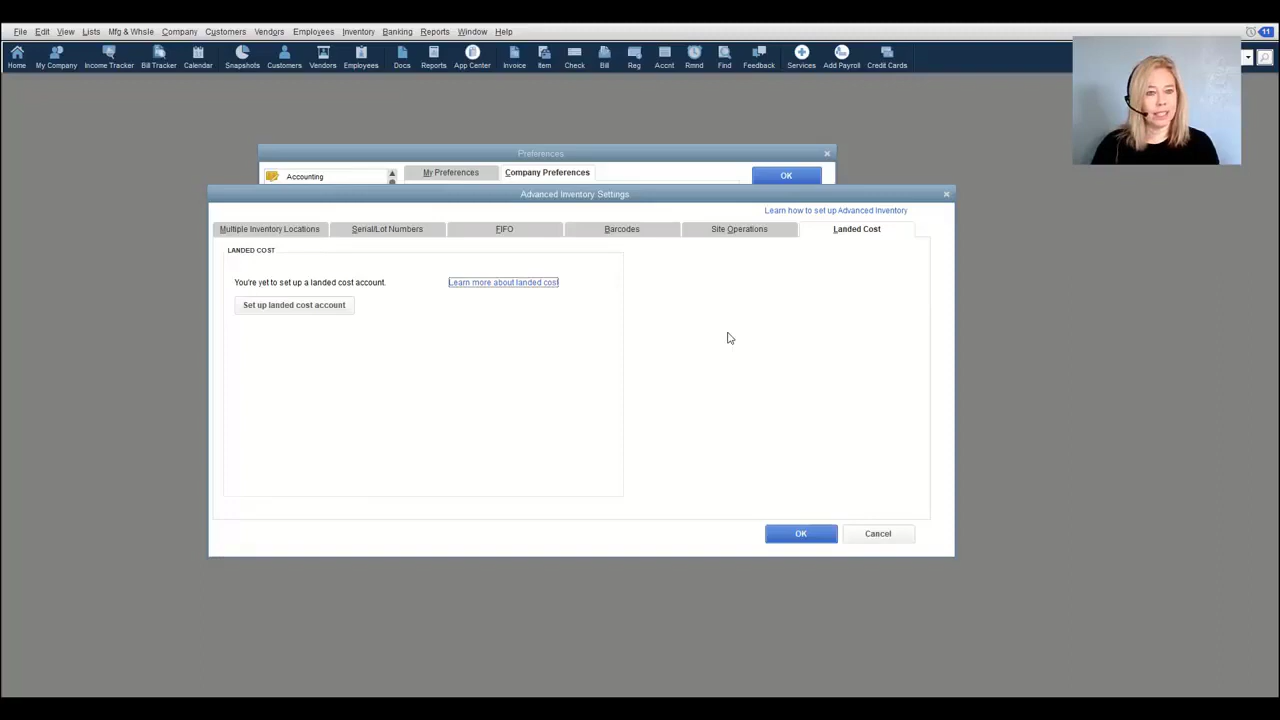 File Edit View Lists Mfg & Whsle Company Customers Vendors Employees Inventory Banking Reports Window Help 11
Home My Company Income Tracker Bill Tracker Calendar Snapshots Customers Vendors Employees Docs Reports App Center Invoice Item Check Bill Reg Accnt Rmnd Find Feedback Services Add Payroll Credit Cards
Preferences
Accounting My Preferences Company Preferences OK
Advanced Inventory Settings
Learn how to set up Advanced Inventory
Multiple Inventory Locations Serial/Lot Numbers FIFO Barcodes Site Operations Landed Cost
LANDED COST
You're yet to set up a landed cost account. Learn more about landed cost
Set up landed cost account
OK Cancel